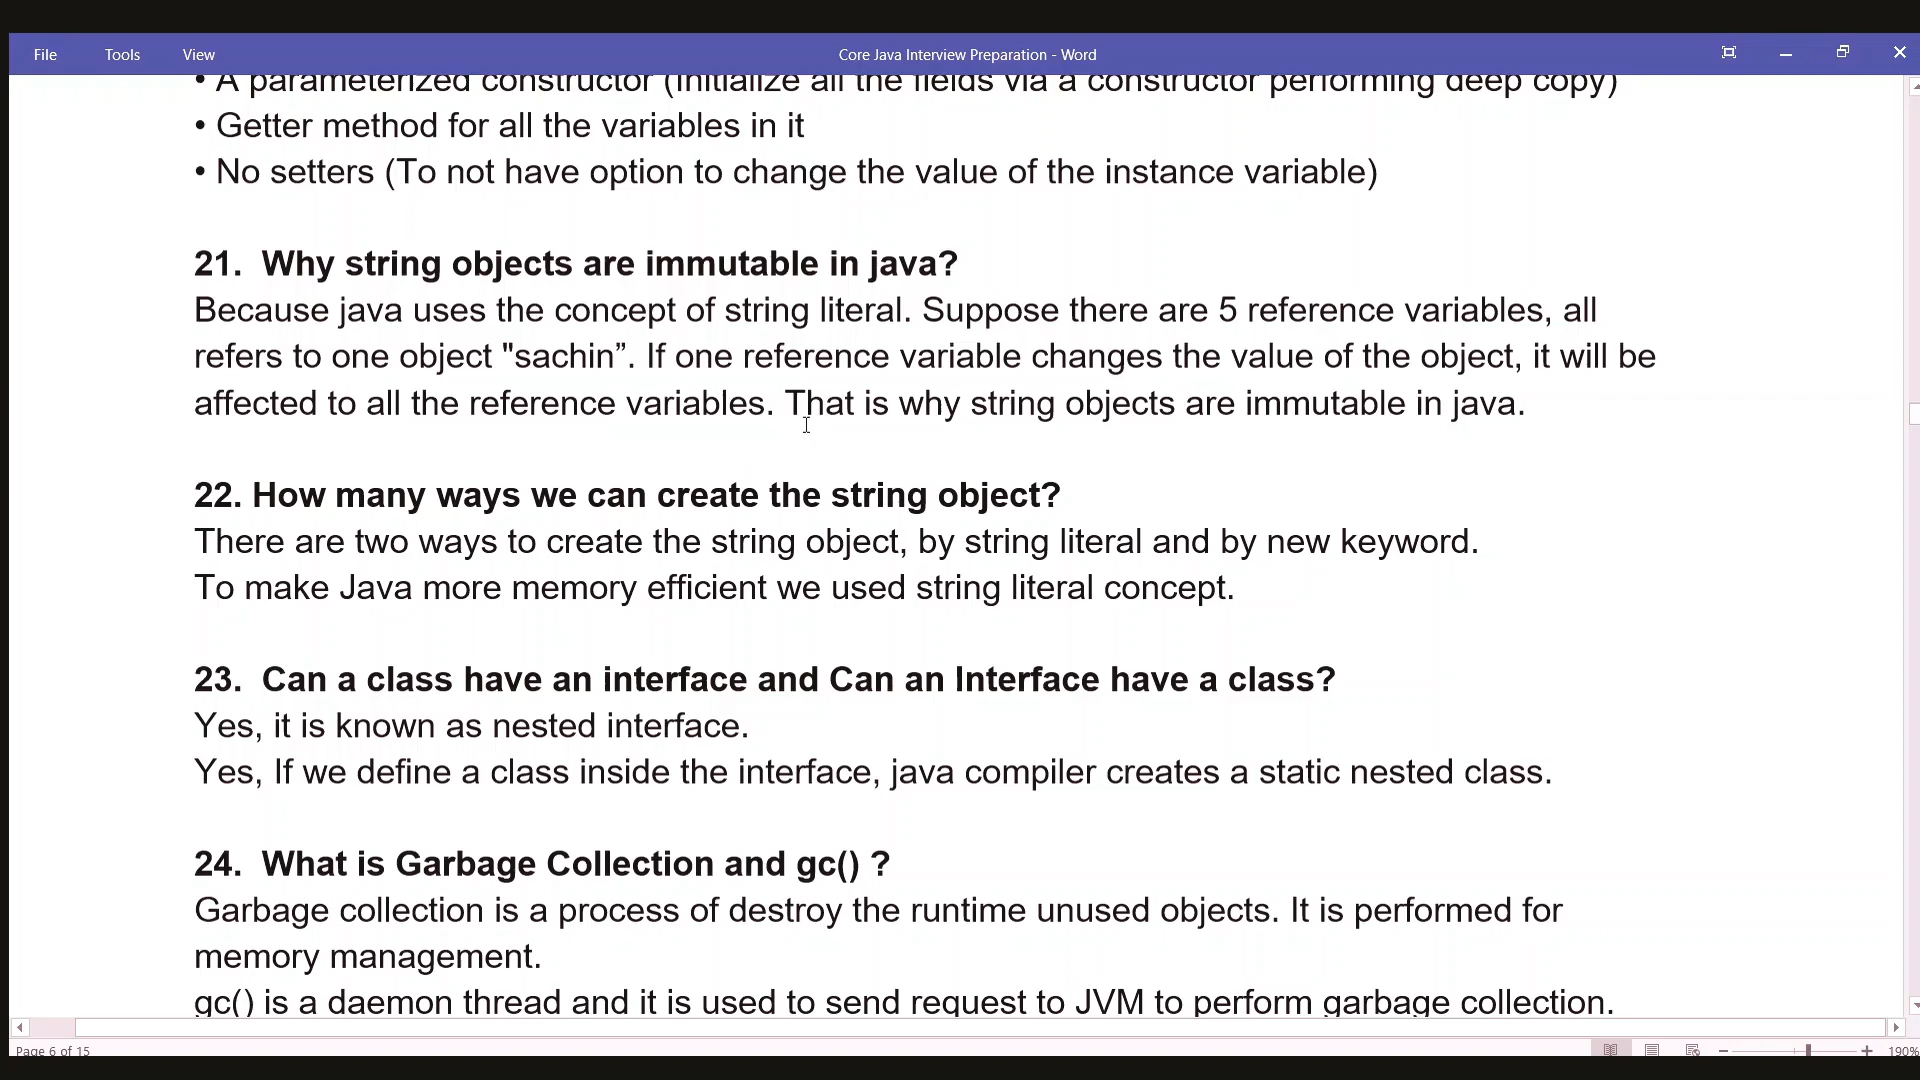 File Tools View Core Java Interview Preparation - Word
• A parameterized constructor (Initialize all the fields via a constructor performing deep copy)
• Getter method for all the variables in it
• No setters (To not have option to change the value of the instance variable)
21. Why string objects are immutable in java?
Because java uses the concept of string literal. Suppose there are 5 reference variables, all
refers to one object "sachin”. If one reference variable changes the value of the object, it will be
affected to all the reference variables. That is why string objects are immutable in java.
22. How many ways we can create the string object?
There are two ways to create the string object, by string literal and by new keyword.
To make Java more memory efficient we used string literal concept.
23. Can a class have an interface and Can an Interface have a class?
Yes, it is known as nested interface.
Yes, If we define a class inside the interface, java compiler creates a static nested class.
24. What is Garbage Collection and gc() ?
Garbage collection is a process of destroy the runtime unused objects. It is performed for
memory management.
gc() is a daemon thread and it is used to send request to JVM to perform garbage collection.
Page 6 of 15 190%